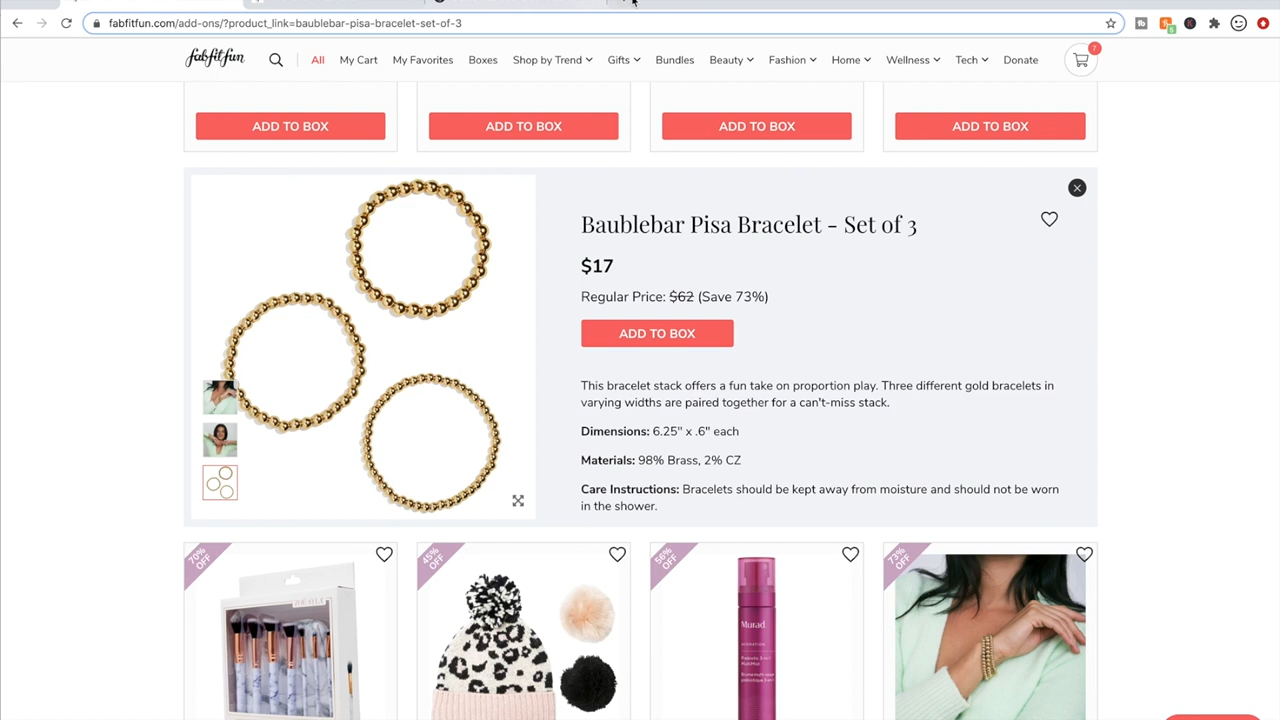 fabfitfun.com/add-ons/?product_link=baublebar-pisa-bracelet-set-of-3
5
fabfitfun
All My Cart My Favorites Boxes Shop by Trend Gifts Bundles Beauty Fashion Home Wellness Tech Donate
7
ADD TO BOX ADD TO BOX ADD TO BOX ADD TO BOX
Baublebar Pisa Bracelet - Set of 3
$17
Regular Price: $62 (Save 73%)
ADD TO BOX
This bracelet stack offers a fun take on proportion play. Three different gold bracelets in
varying widths are paired together for a can't-miss stack.
Dimensions: 6.25" x .6" each
Materials: 98% Brass, 2% CZ
Care Instructions: Bracelets should be kept away from moisture and should not be worn
in the shower.
70% OFF
45% OFF
56% OFF
73% OFF
Murad.